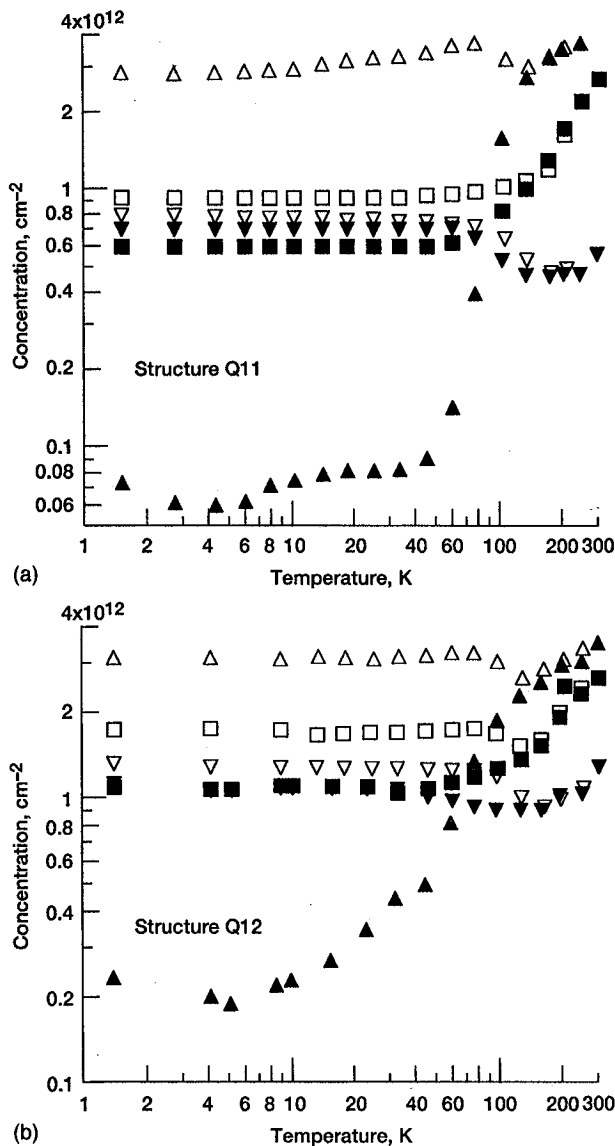 4x10¹²
2
1
0.8
0.6
0.4
0.2
0.1
0.08
0.06
Concentration, cm⁻²
Structure Q11
1 2 4 6 8 10 20 40 60 100 200 300
Temperature, K
(a)
4x10¹²
2
1
0.8
0.6
0.4
0.2
0.1
Concentration, cm⁻²
Structure Q12
1 2 4 6 8 10 20 40 60 100 200 300
Temperature, K
(b)